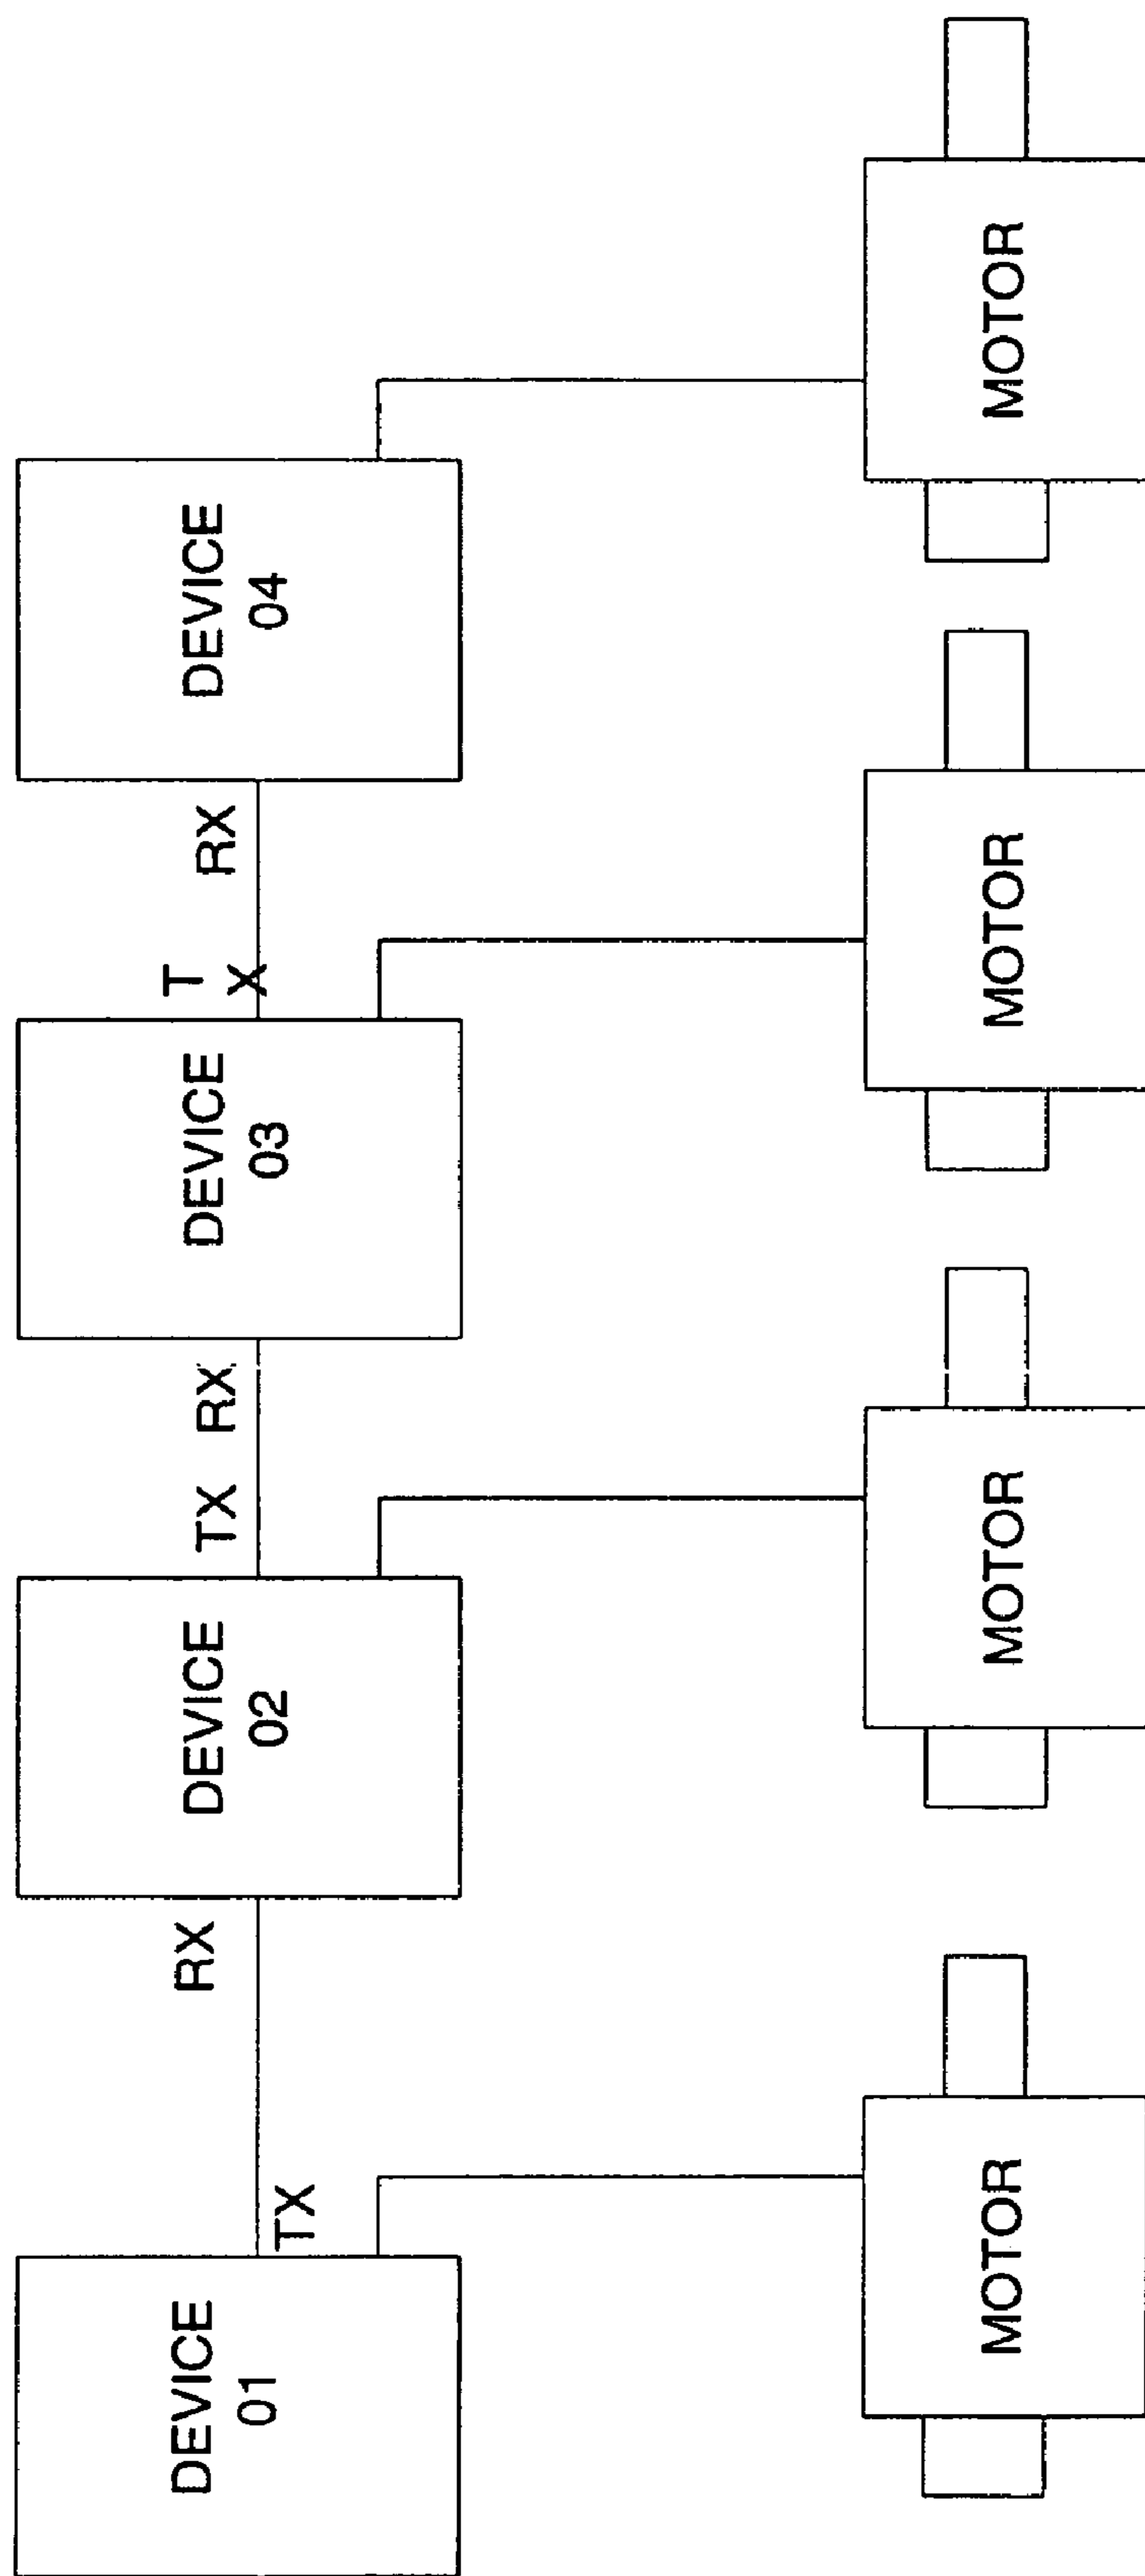 DEVICE
01
TX
RX
DEVICE
02
TX
RX
DEVICE
03
T
X
RX
DEVICE
04
MOTOR
MOTOR
MOTOR
MOTOR